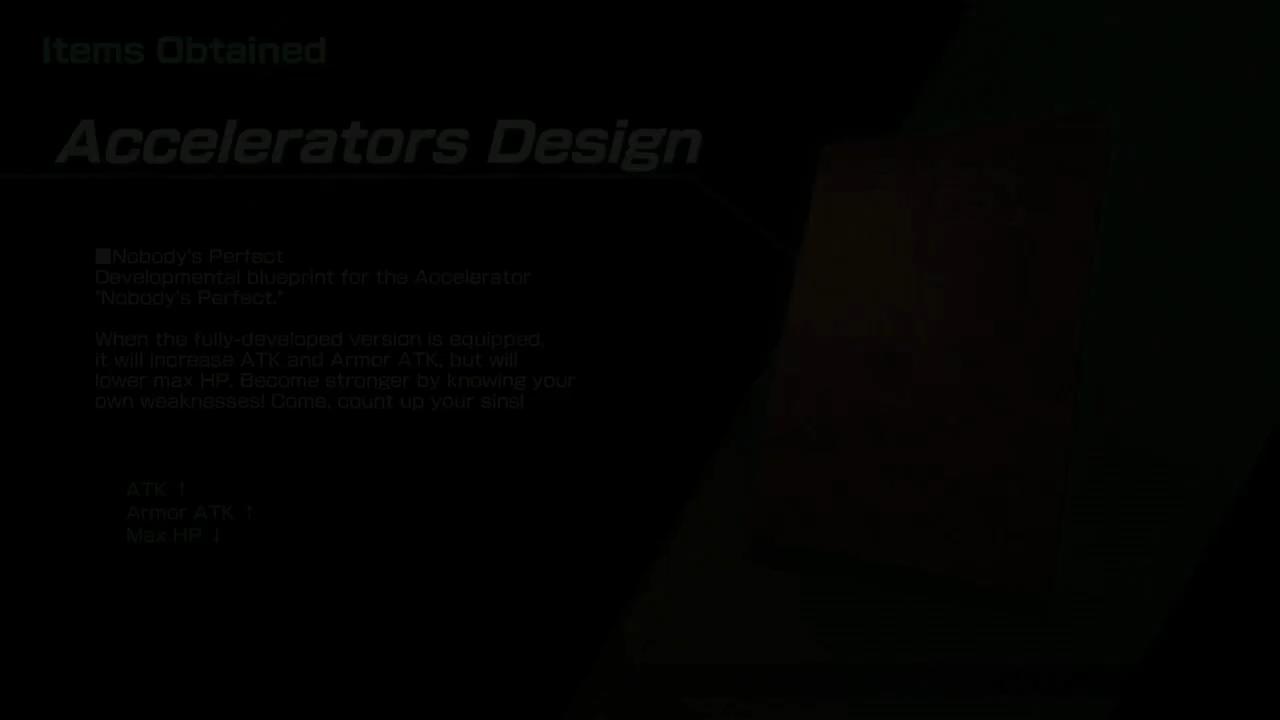 Items Obtained
Accelerators Design
■Nobody's Perfect
Developmental blueprint for the Accelerator
"Nobody's Perfect."
When the fully-developed version is equipped,
it will increase ATK and Armor ATK, but will
lower max HP. Become stronger by knowing your
own weaknesses! Come, count up your sins!
ATK ↑
Armor ATK ↑
Max HP ↓